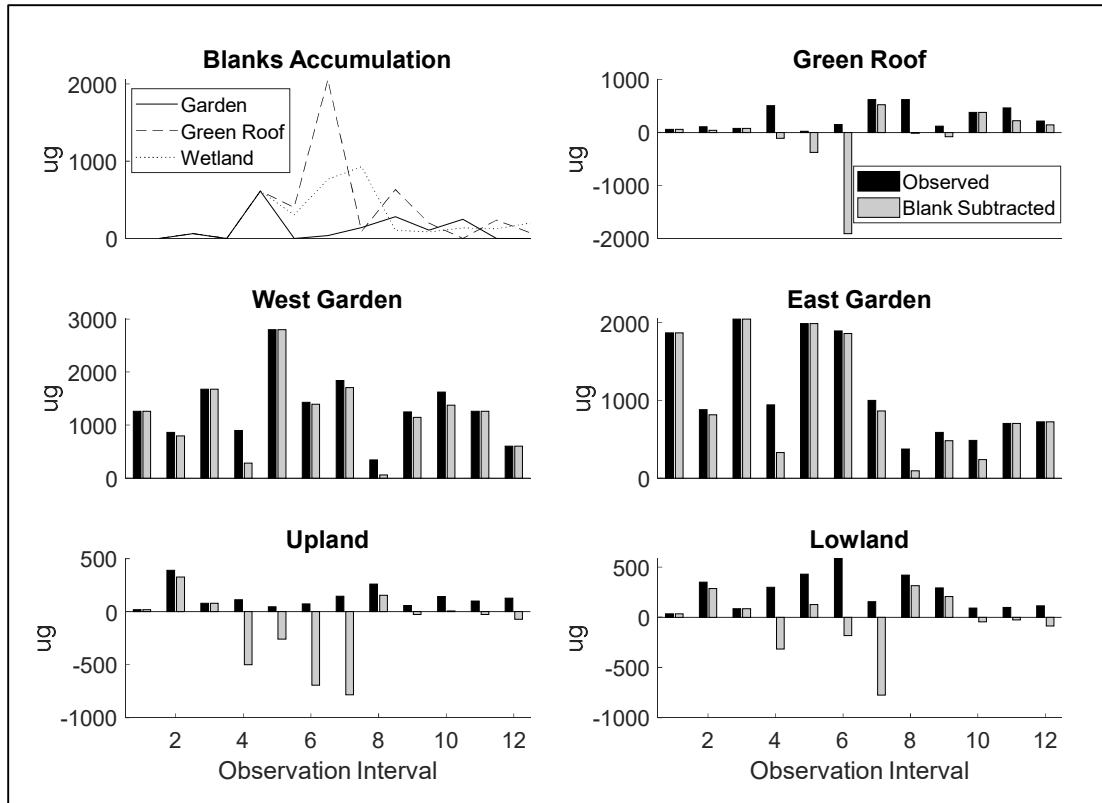 Blanks Accumulation
2000
1000
0
ug
Garden
Green Roof
Wetland
Green Roof
1000
0
-1000
-2000
ug
Observed
Blank Subtracted
West Garden
3000
2000
1000
0
ug
East Garden
2000
1000
0
ug
Upland
500
0
-500
-1000
ug
2 4 6 8 10 12
Observation Interval
Lowland
500
0
-500
-1000
ug
2 4 6 8 10 12
Observation Interval